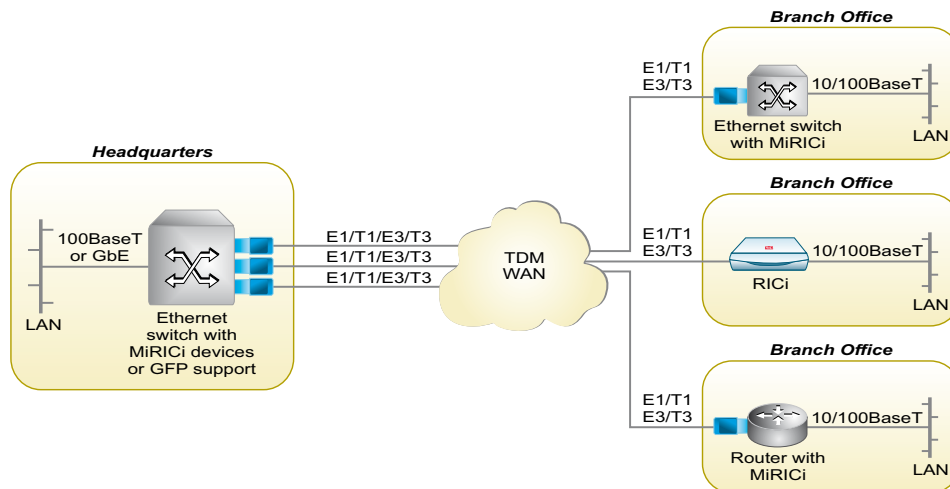 Headquarters
100BaseT
or GbE
LAN
Ethernet
switch with
MiRICi devices
or GFP support
E1/T1/E3/T3
E1/T1/E3/T3
E1/T1/E3/T3
TDM
WAN
Branch Office
E1/T1
E3/T3
10/100BaseT
Ethernet switch
with MiRICi
LAN
Branch Office
E1/T1
E3/T3
10/100BaseT
RICi
LAN
Branch Office
E1/T1
E3/T3
10/100BaseT
Router with
MiRICi
LAN